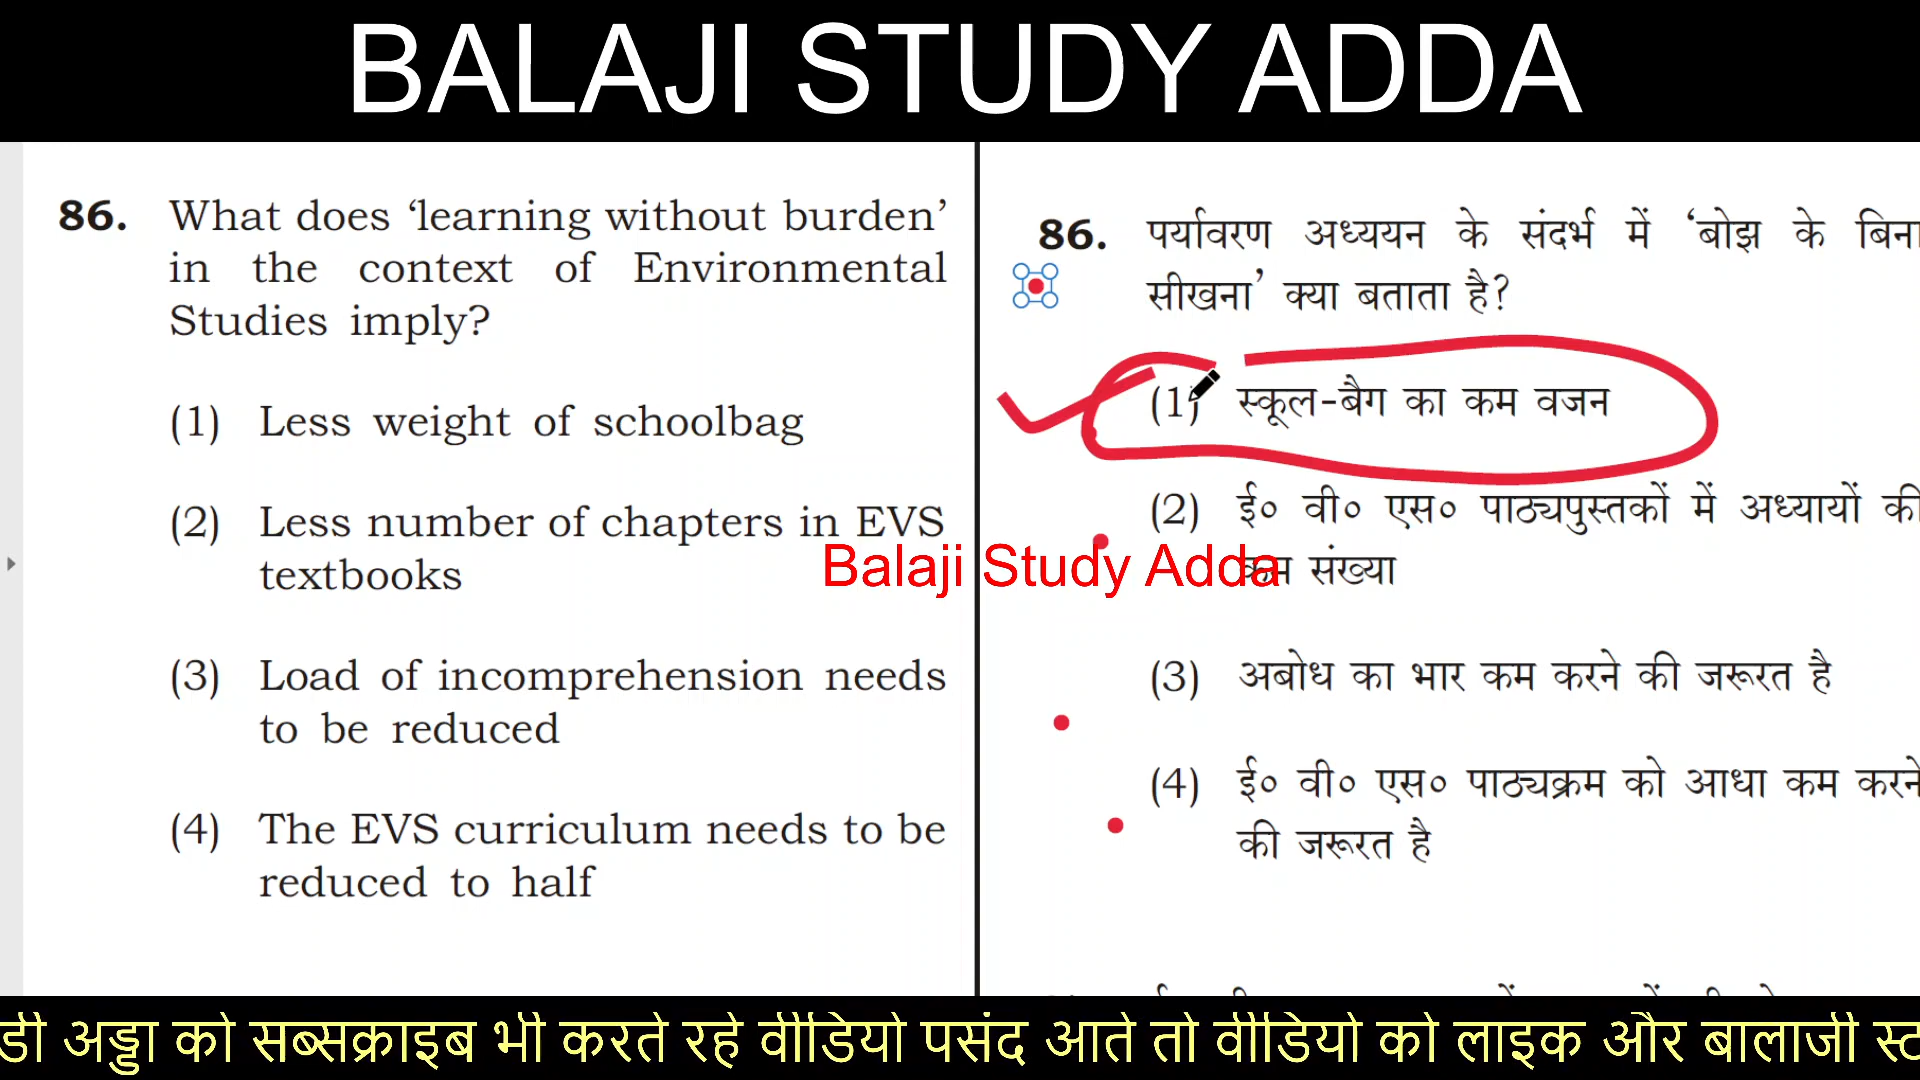 BALAJI STUDY ADDA
86. What does ‘learning without burden’
in the context of Environmental
Studies imply?
(1) Less weight of schoolbag
(2) Less number of chapters in EVS
textbooks
(3) Load of incomprehension needs
to be reduced
(4) The EVS curriculum needs to be
reduced to half
86. पर्यावरण अध्ययन के संदर्भ में ‘बोझ के बिना
सीखना’ क्या बताता है?
(1) स्कूल-बैग का कम वजन
(2) ई० वी० एस० पाठ्यपुस्तकों में अध्यायों की
कम संख्या
(3) अबोध का भार कम करने की जरूरत है
(4) ई० वी० एस० पाठ्यक्रम को आधा कम करने
की जरूरत है
Balaji Study Adda
डी अड्डा को सब्सक्राइब भी करते रहे वीडियो पसंद आते तो वीडियो को लाइक और बालाजी स्ट